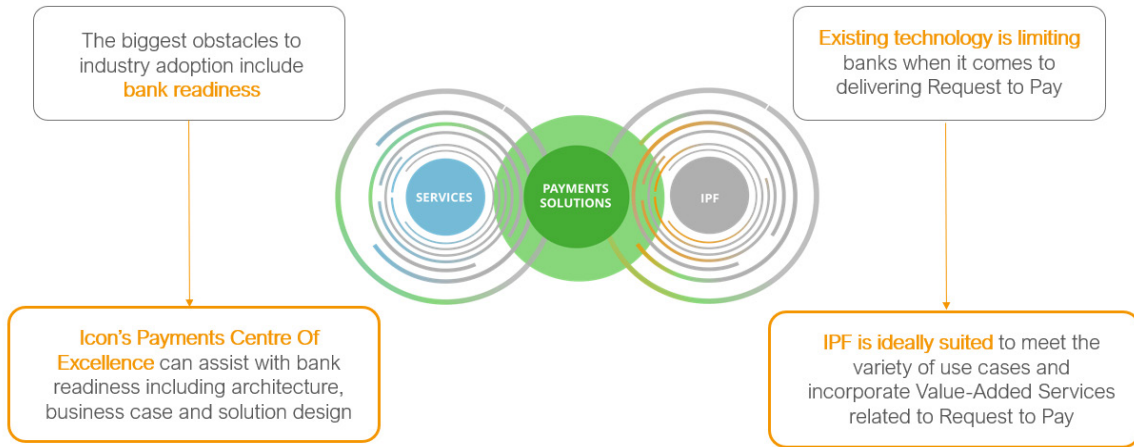 The biggest obstacles to
industry adoption include
bank readiness
Existing technology is limiting
banks when it comes to
delivering Request to Pay
SERVICES
PAYMENTS
SOLUTIONS
IPF
Icon's Payments Centre Of
Excellence can assist with bank
readiness including architecture,
business case and solution design
IPF is ideally suited to meet the
variety of use cases and
incorporate Value-Added Services
related to Request to Pay